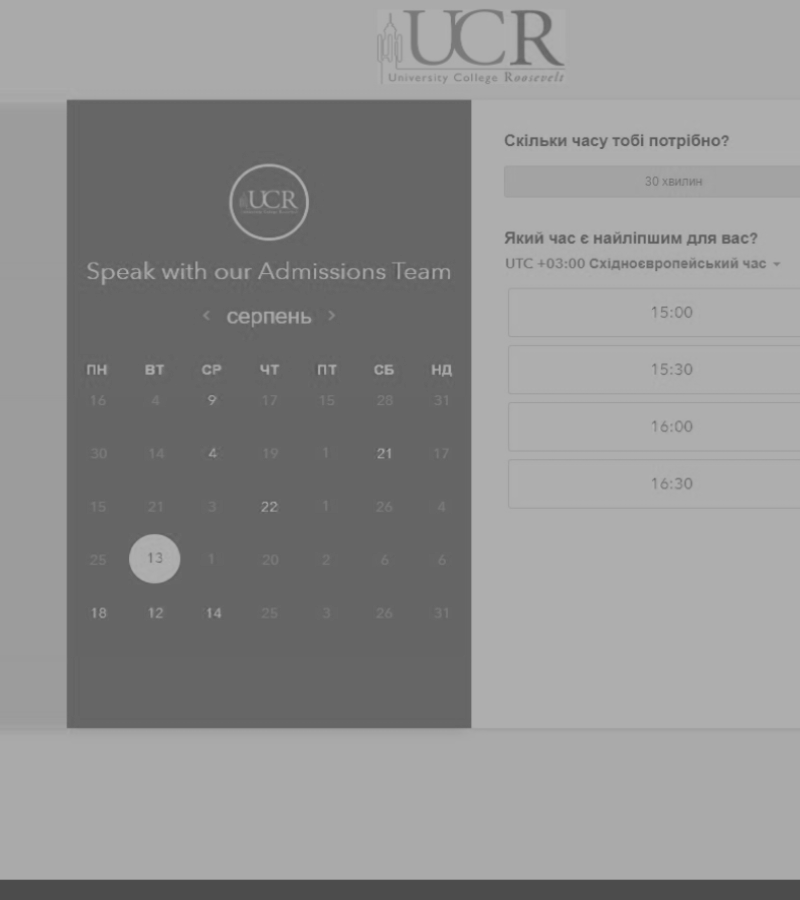 UCR
University College Roosevelt
UCR
Speak with our Admissions Team
серпень
ПН ВТ СР ЧТ ПТ СБ НД
16 4 9 17 15 28 31
30 14 4 19 1 21 17
15 21 3 22 1 26 4
25 13 1 20 2 6 6
18 12 14 25 3 26 31
Скільки часу тобі потрібно?
30 хвилин
Який час є найліпшим для вас?
UTC +03:00 Східноєвропейський час
15:00
15:30
16:00
16:30